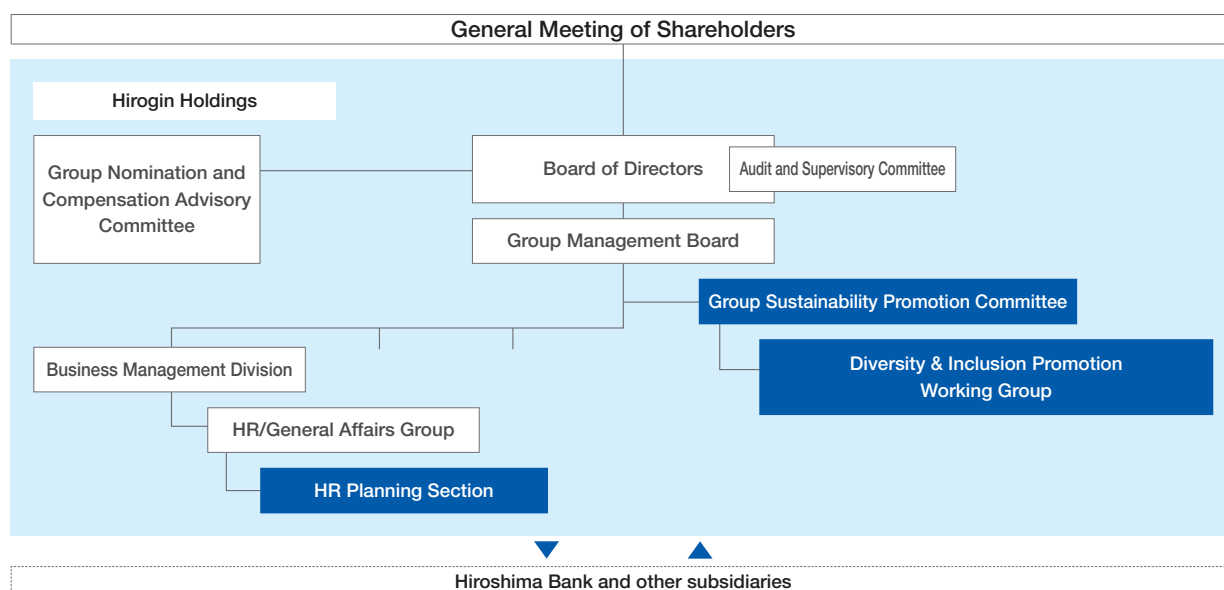 General Meeting of Shareholders
Hirogin Holdings
Group Nomination and
Compensation Advisory
Committee
Board of Directors
Audit and Supervisory Committee
Group Management Board
Group Sustainability Promotion Committee
Diversity & Inclusion Promotion
Working Group
Business Management Division
HR/General Affairs Group
HR Planning Section
Hiroshima Bank and other subsidiaries